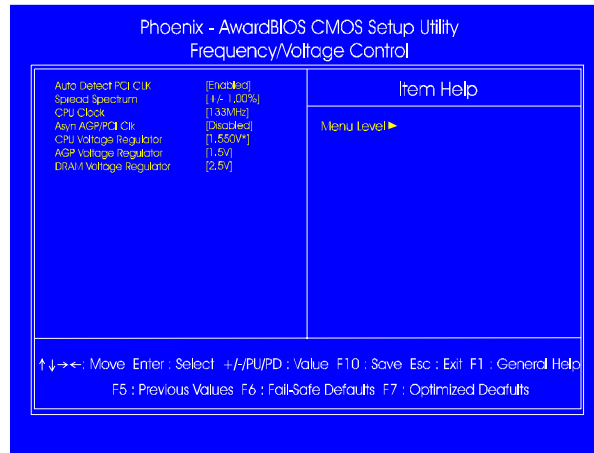 Phoenix - AwardBIOS CMOS Setup Utility
Frequency/Voltage Control
Auto Detect PCI CLK [Enabled]
Spread Spectrum [+/- 1.00%]
CPU Clock [133MHz]
Asyn AGP/PCI Clk [Disabled]
CPU Voltage Regulator [1.550V*]
AGP Voltage Regulator [1.5V]
DRAM Voltage Regulator [2.5V]
Item Help
Menu Level►
↑↓→←: Move Enter : Select +/-/PU/PD : Value F10 : Save Esc : Exit F1 : General Help
F5 : Previous Values F6 : Fail-Safe Defaults F7 : Optimized Deafults